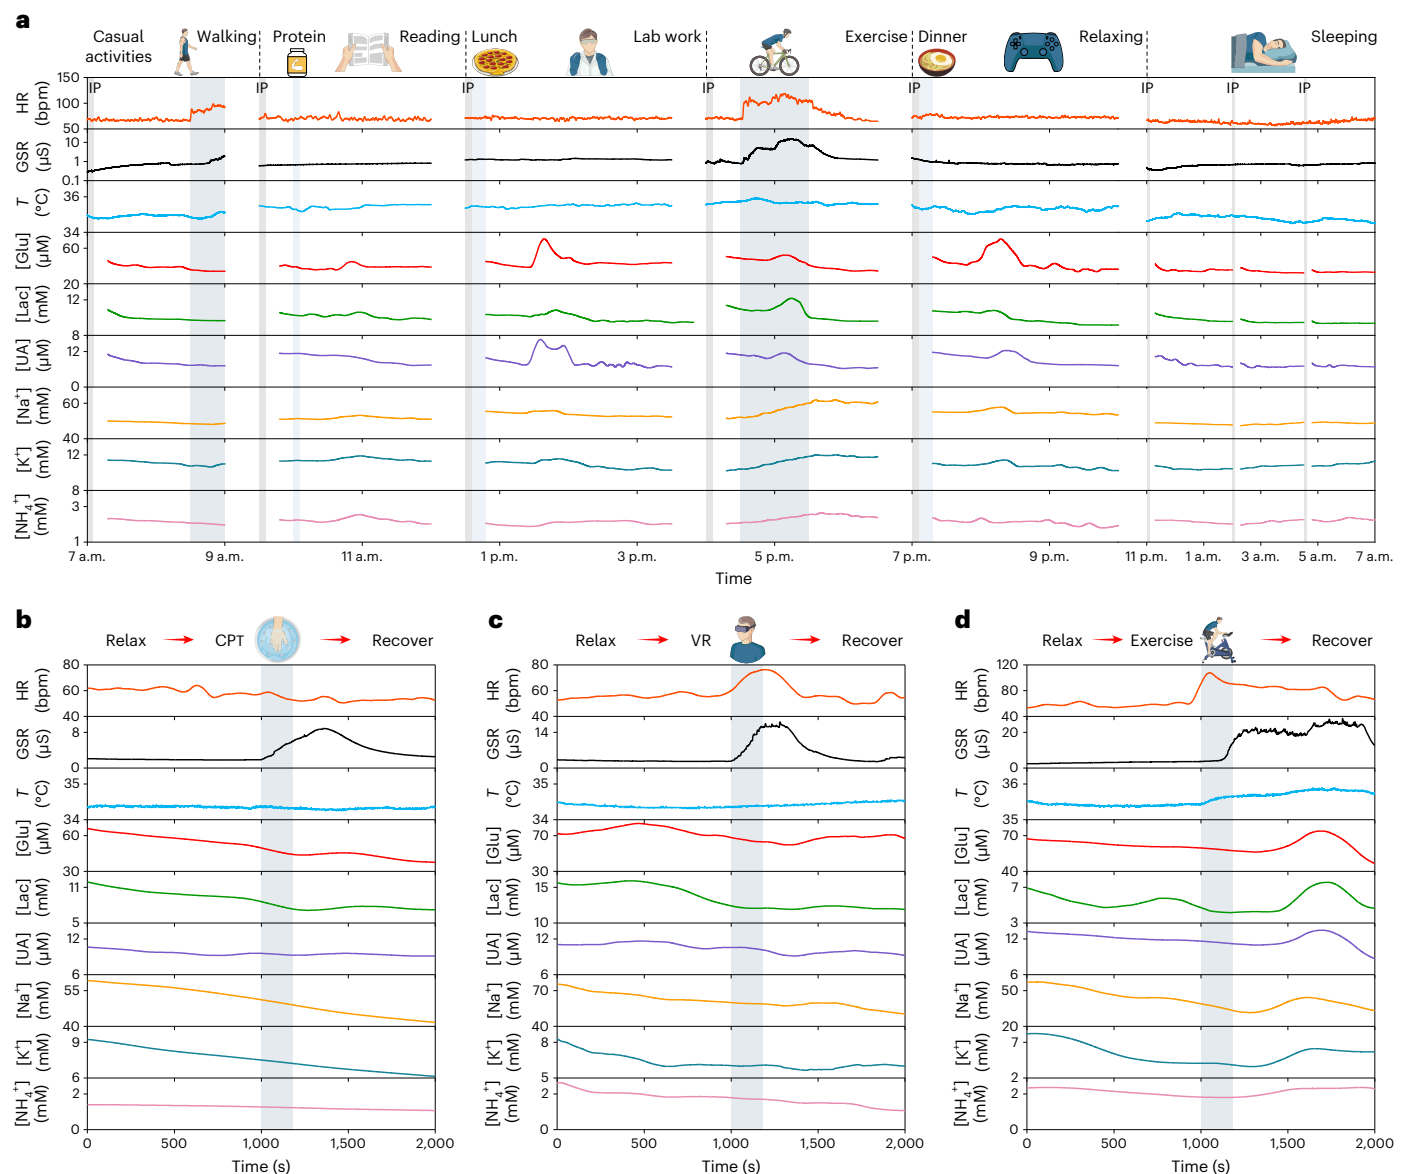 a
Casual activities
Walking
Protein
Reading
Lunch
Lab work
Exercise
Dinner
Relaxing
Sleeping
IP IP IP IP IP IP IP IP
HR (bpm)
150
100
50
GSR (µS)
10
1
0.1
T (°C)
36
34
[Glu] (µM)
60
20
[Lac] (mM)
12
8
[UA] (µM)
12
0
[Na⁺] (mM)
60
40
[K⁺] (mM)
12
8
[NH₄⁺] (mM)
3
1
7 a.m. 9 a.m. 11 a.m. 1 p.m. 3 p.m. 5 p.m. 7 p.m. 9 p.m. 11 p.m. 1 a.m. 3 a.m. 5 a.m. 7 a.m.
Time
b
Relax CPT Recover
HR (bpm)
80
60
40
GSR (µS)
8
0
T (°C)
35
34
[Glu] (µM)
60
30
[Lac] (mM)
11
5
[UA] (µM)
12
6
[Na⁺] (mM)
55
40
[K⁺] (mM)
9
6
[NH₄⁺] (mM)
2
0
0 500 1,000 1,500 2,000
Time (s)
c
Relax VR Recover
HR (bpm)
80
60
40
GSR (µS)
14
0
T (°C)
35
34
[Glu] (µM)
70
30
[Lac] (mM)
15
10
[UA] (µM)
12
6
[Na⁺] (mM)
70
40
[K⁺] (mM)
8
5
[NH₄⁺] (mM)
2
0
0 500 1,000 1,500 2,000
Time (s)
d
Relax Exercise Recover
HR (bpm)
120
80
40
GSR (µS)
20
0
T (°C)
36
35
[Glu] (µM)
70
40
[Lac] (mM)
7
3
[UA] (µM)
12
6
[Na⁺] (mM)
50
20
[K⁺] (mM)
7
2
[NH₄⁺] (mM)
2
0
0 500 1,000 1,500 2,000
Time (s)